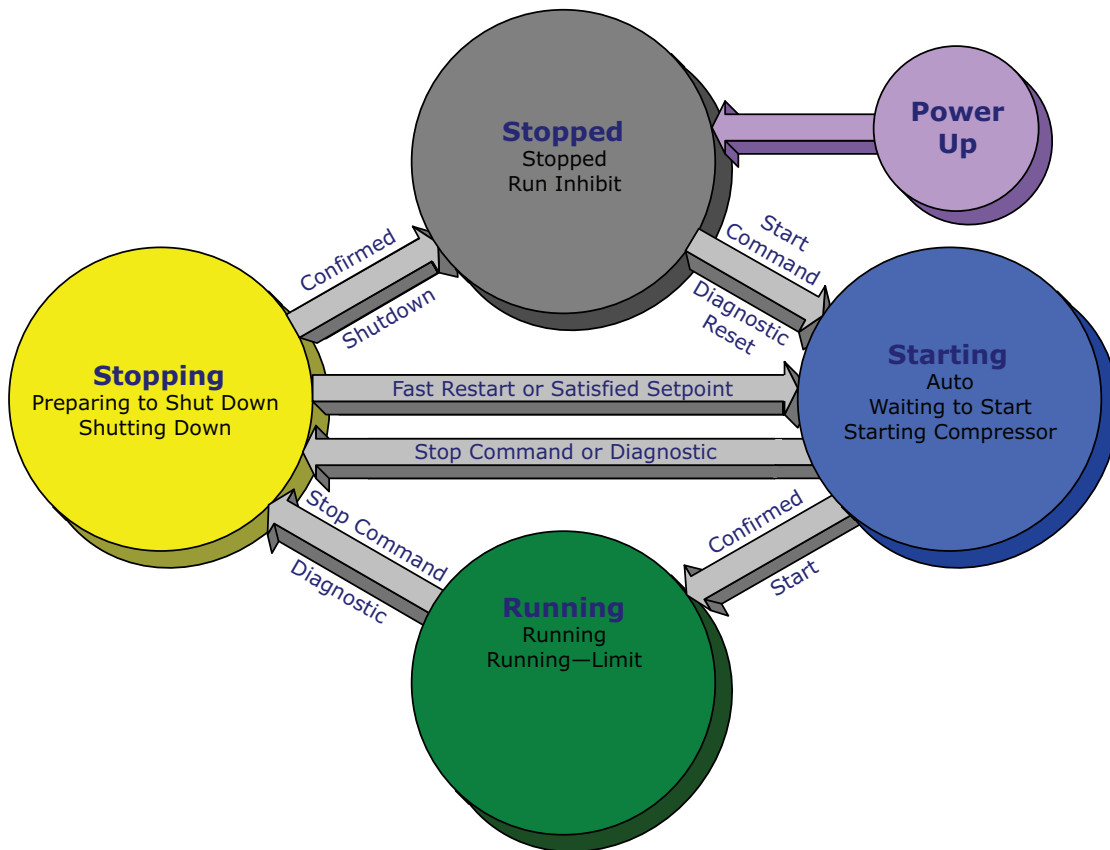 Stopped
Stopped
Run Inhibit
Power
Up
Confirmed
Shutdown
Start
Command
Diagnostic
Reset
Stopping
Preparing to Shut Down
Shutting Down
Fast Restart or Satisfied Setpoint
Stop Command or Diagnostic
Starting
Auto
Waiting to Start
Starting Compressor
Stop Command
Diagnostic
Confirmed
Start
Running
Running
Running—Limit